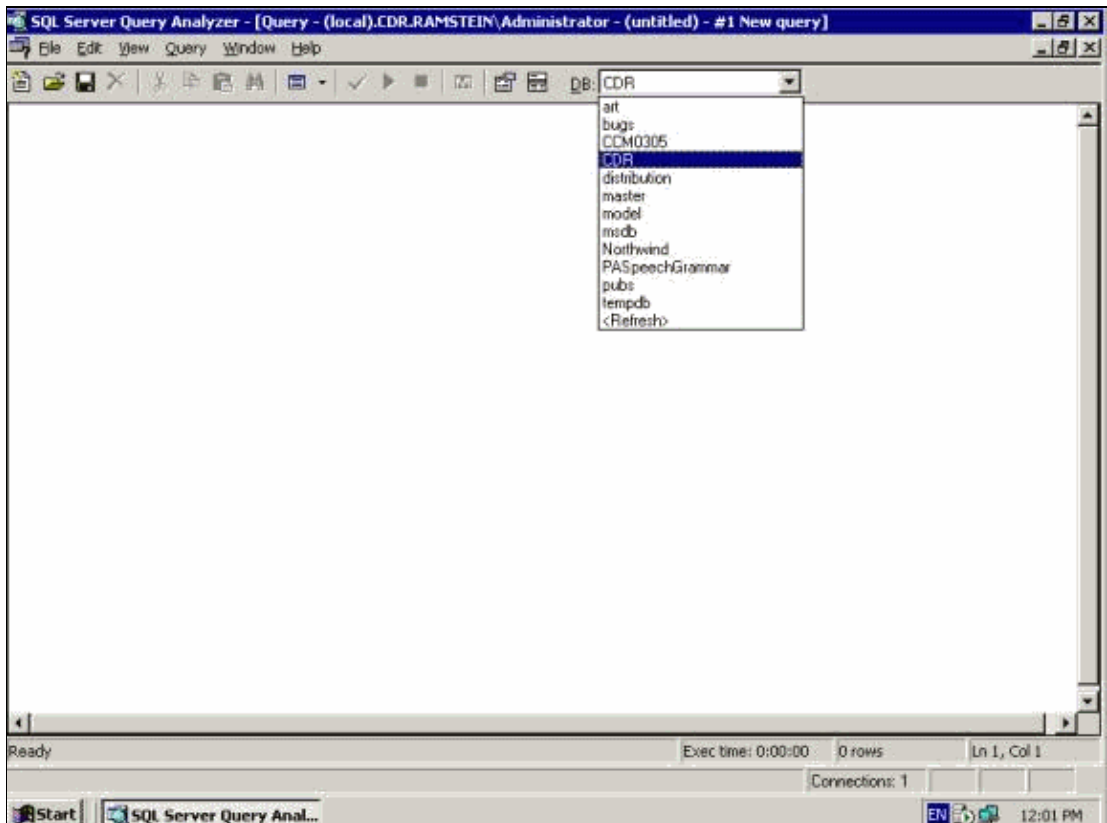 SQL Server Query Analyzer - [Query - (local).CDR.RAMSTEIN\Administrator - (untitled) - #1 New query]
File Edit View Query Window Help
DB: CDR
art
bugs
CCM0305
CDR
distribution
master
model
msdb
Northwind
PASpeechGrammar
pubs
tempdb
<Refresh>
Ready Exec time: 0:00:00 0 rows Ln 1, Col 1
Connections: 1
Start SQL Server Query Anal... EN 12:01 PM